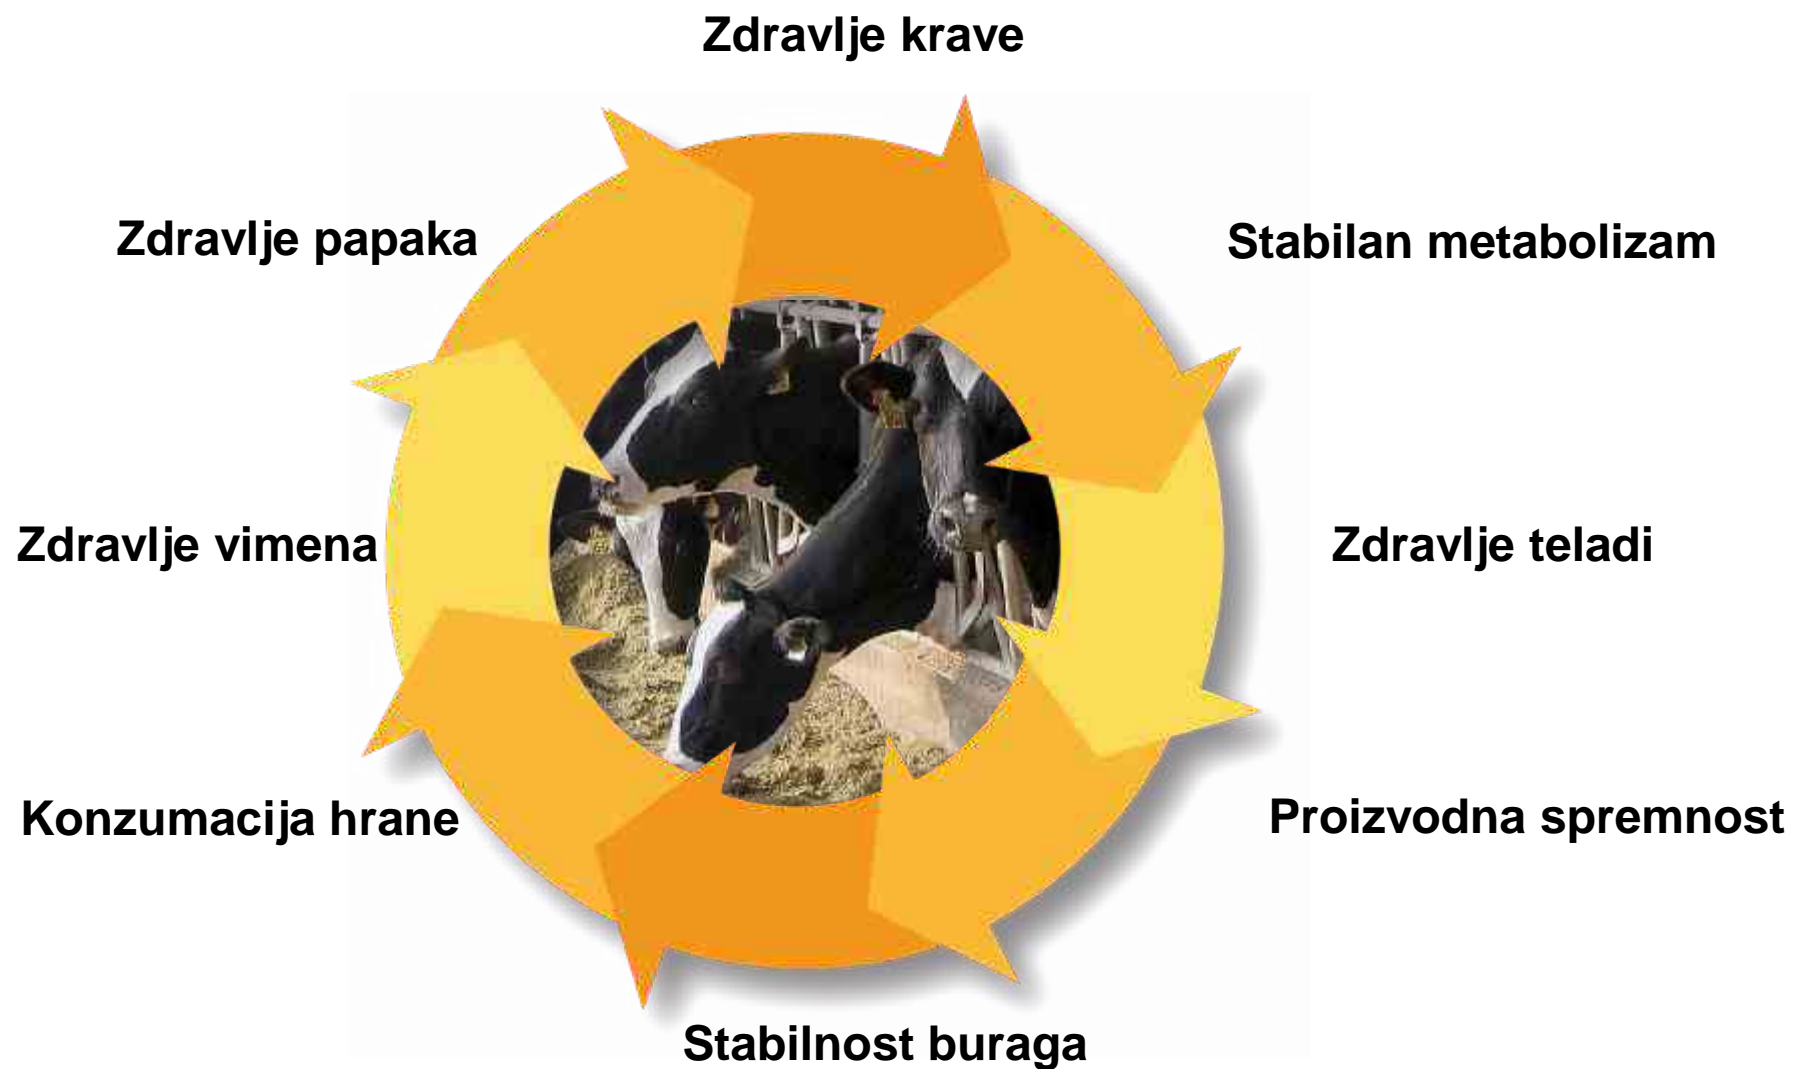 Zdravlje krave
Zdravlje papaka
Stabilan metabolizam
Zdravlje vimena
Zdravlje teladi
Konzumacija hrane
Proizvodna spremnost
Stabilnost buraga